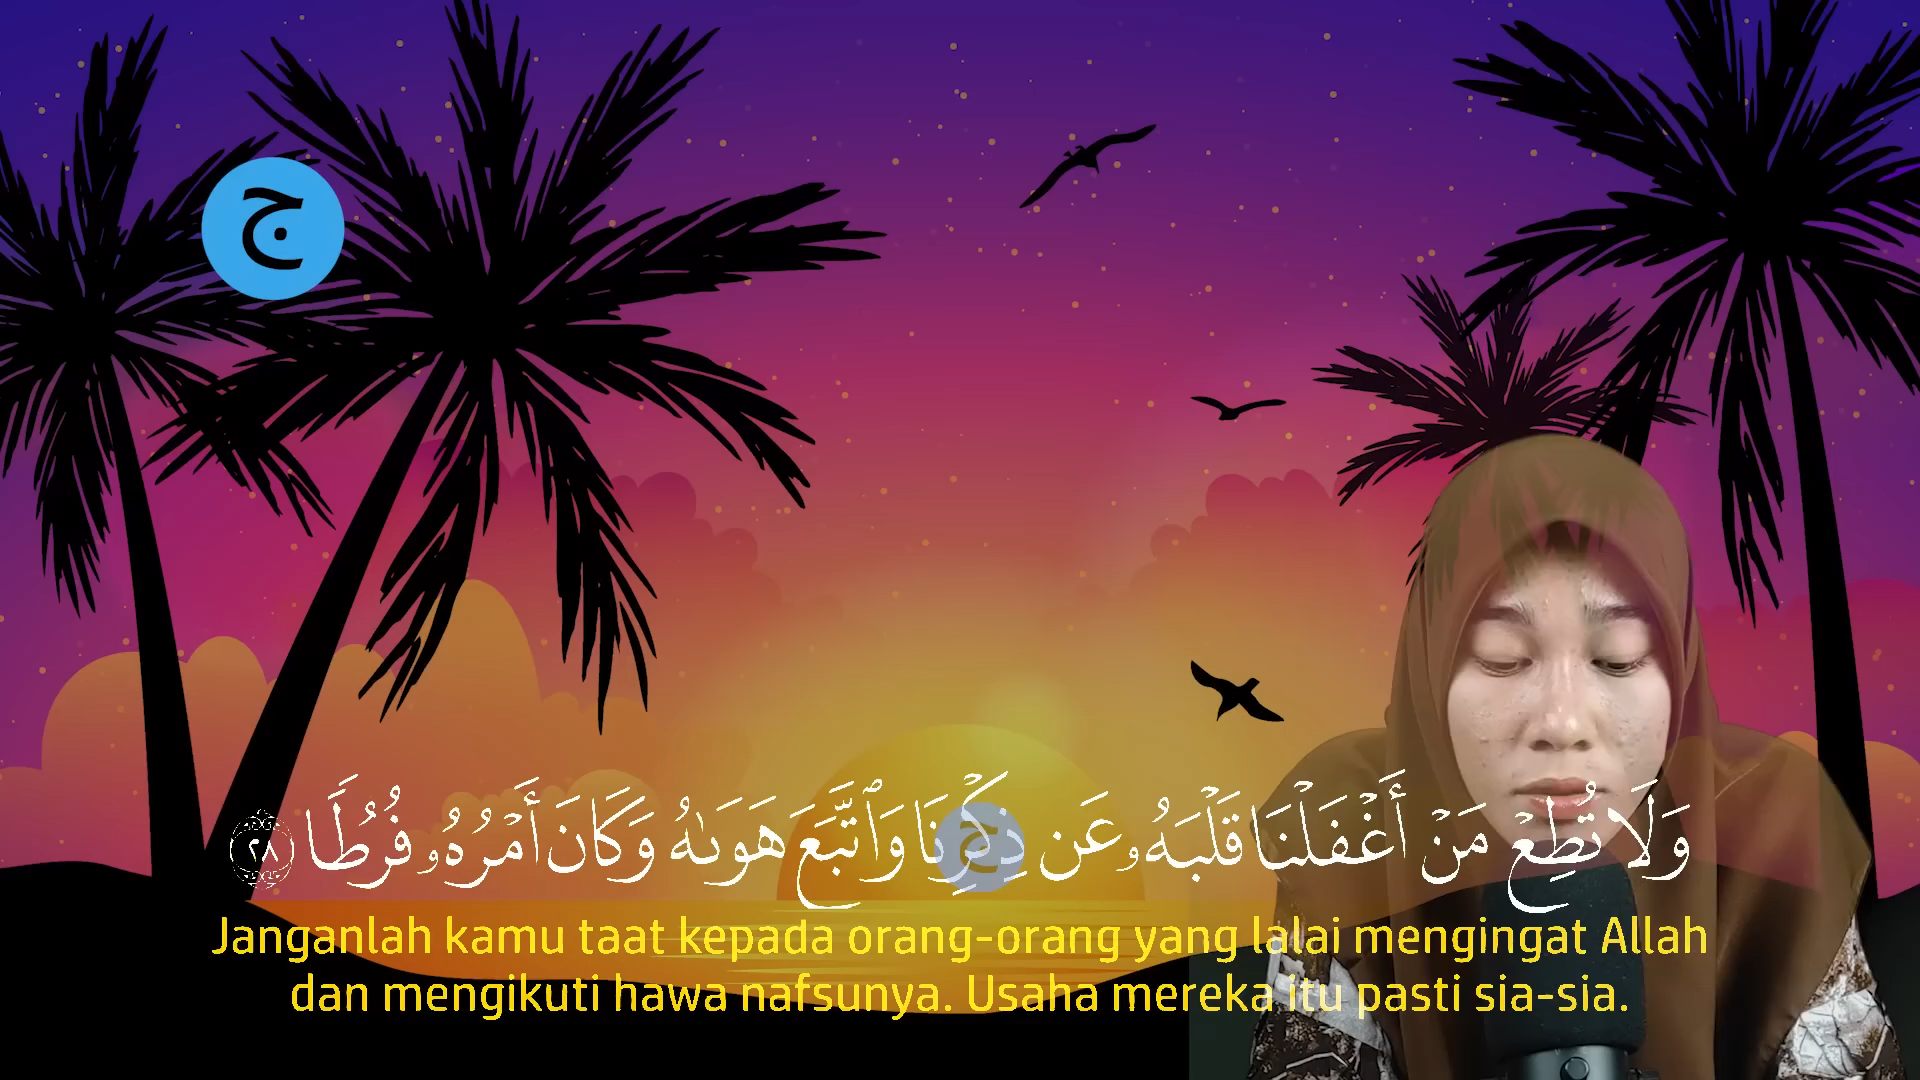 ج
وَلَا تُطِعْ مَنْ أَغْفَلْنَا قَلْبَهُۥ عَن ذِكْرِنَا وَٱتَّبَعَ هَوَىٰهُ وَكَانَ أَمْرُهُۥ فُرُطًا ٢٨
ج
Janganlah kamu taat kepada orang-orang yang lalai mengingat Allah
dan mengikuti hawa nafsunya. Usaha mereka itu pasti sia-sia.